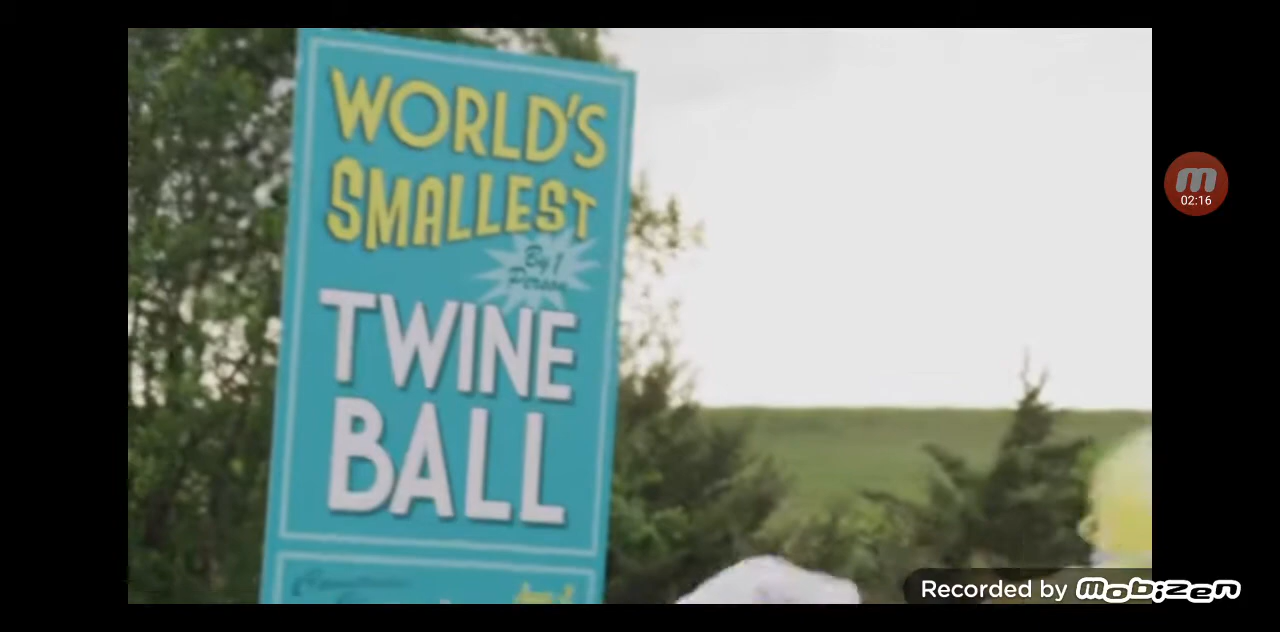 WORLD'S
SMALLEST
By 1
Person
TWINE
BALL
02:16
Recorded by MOBIZEN